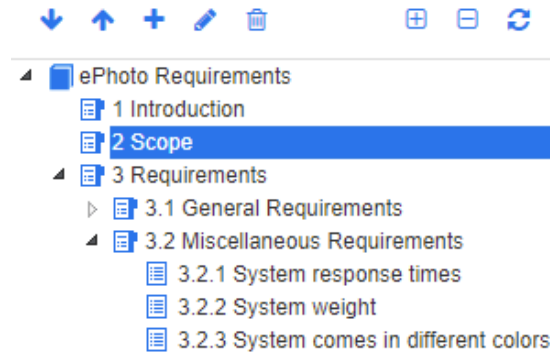 ePhoto Requirements
1 Introduction
2 Scope
3 Requirements
3.1 General Requirements
3.2 Miscellaneous Requirements
3.2.1 System response times
3.2.2 System weight
3.2.3 System comes in different colors